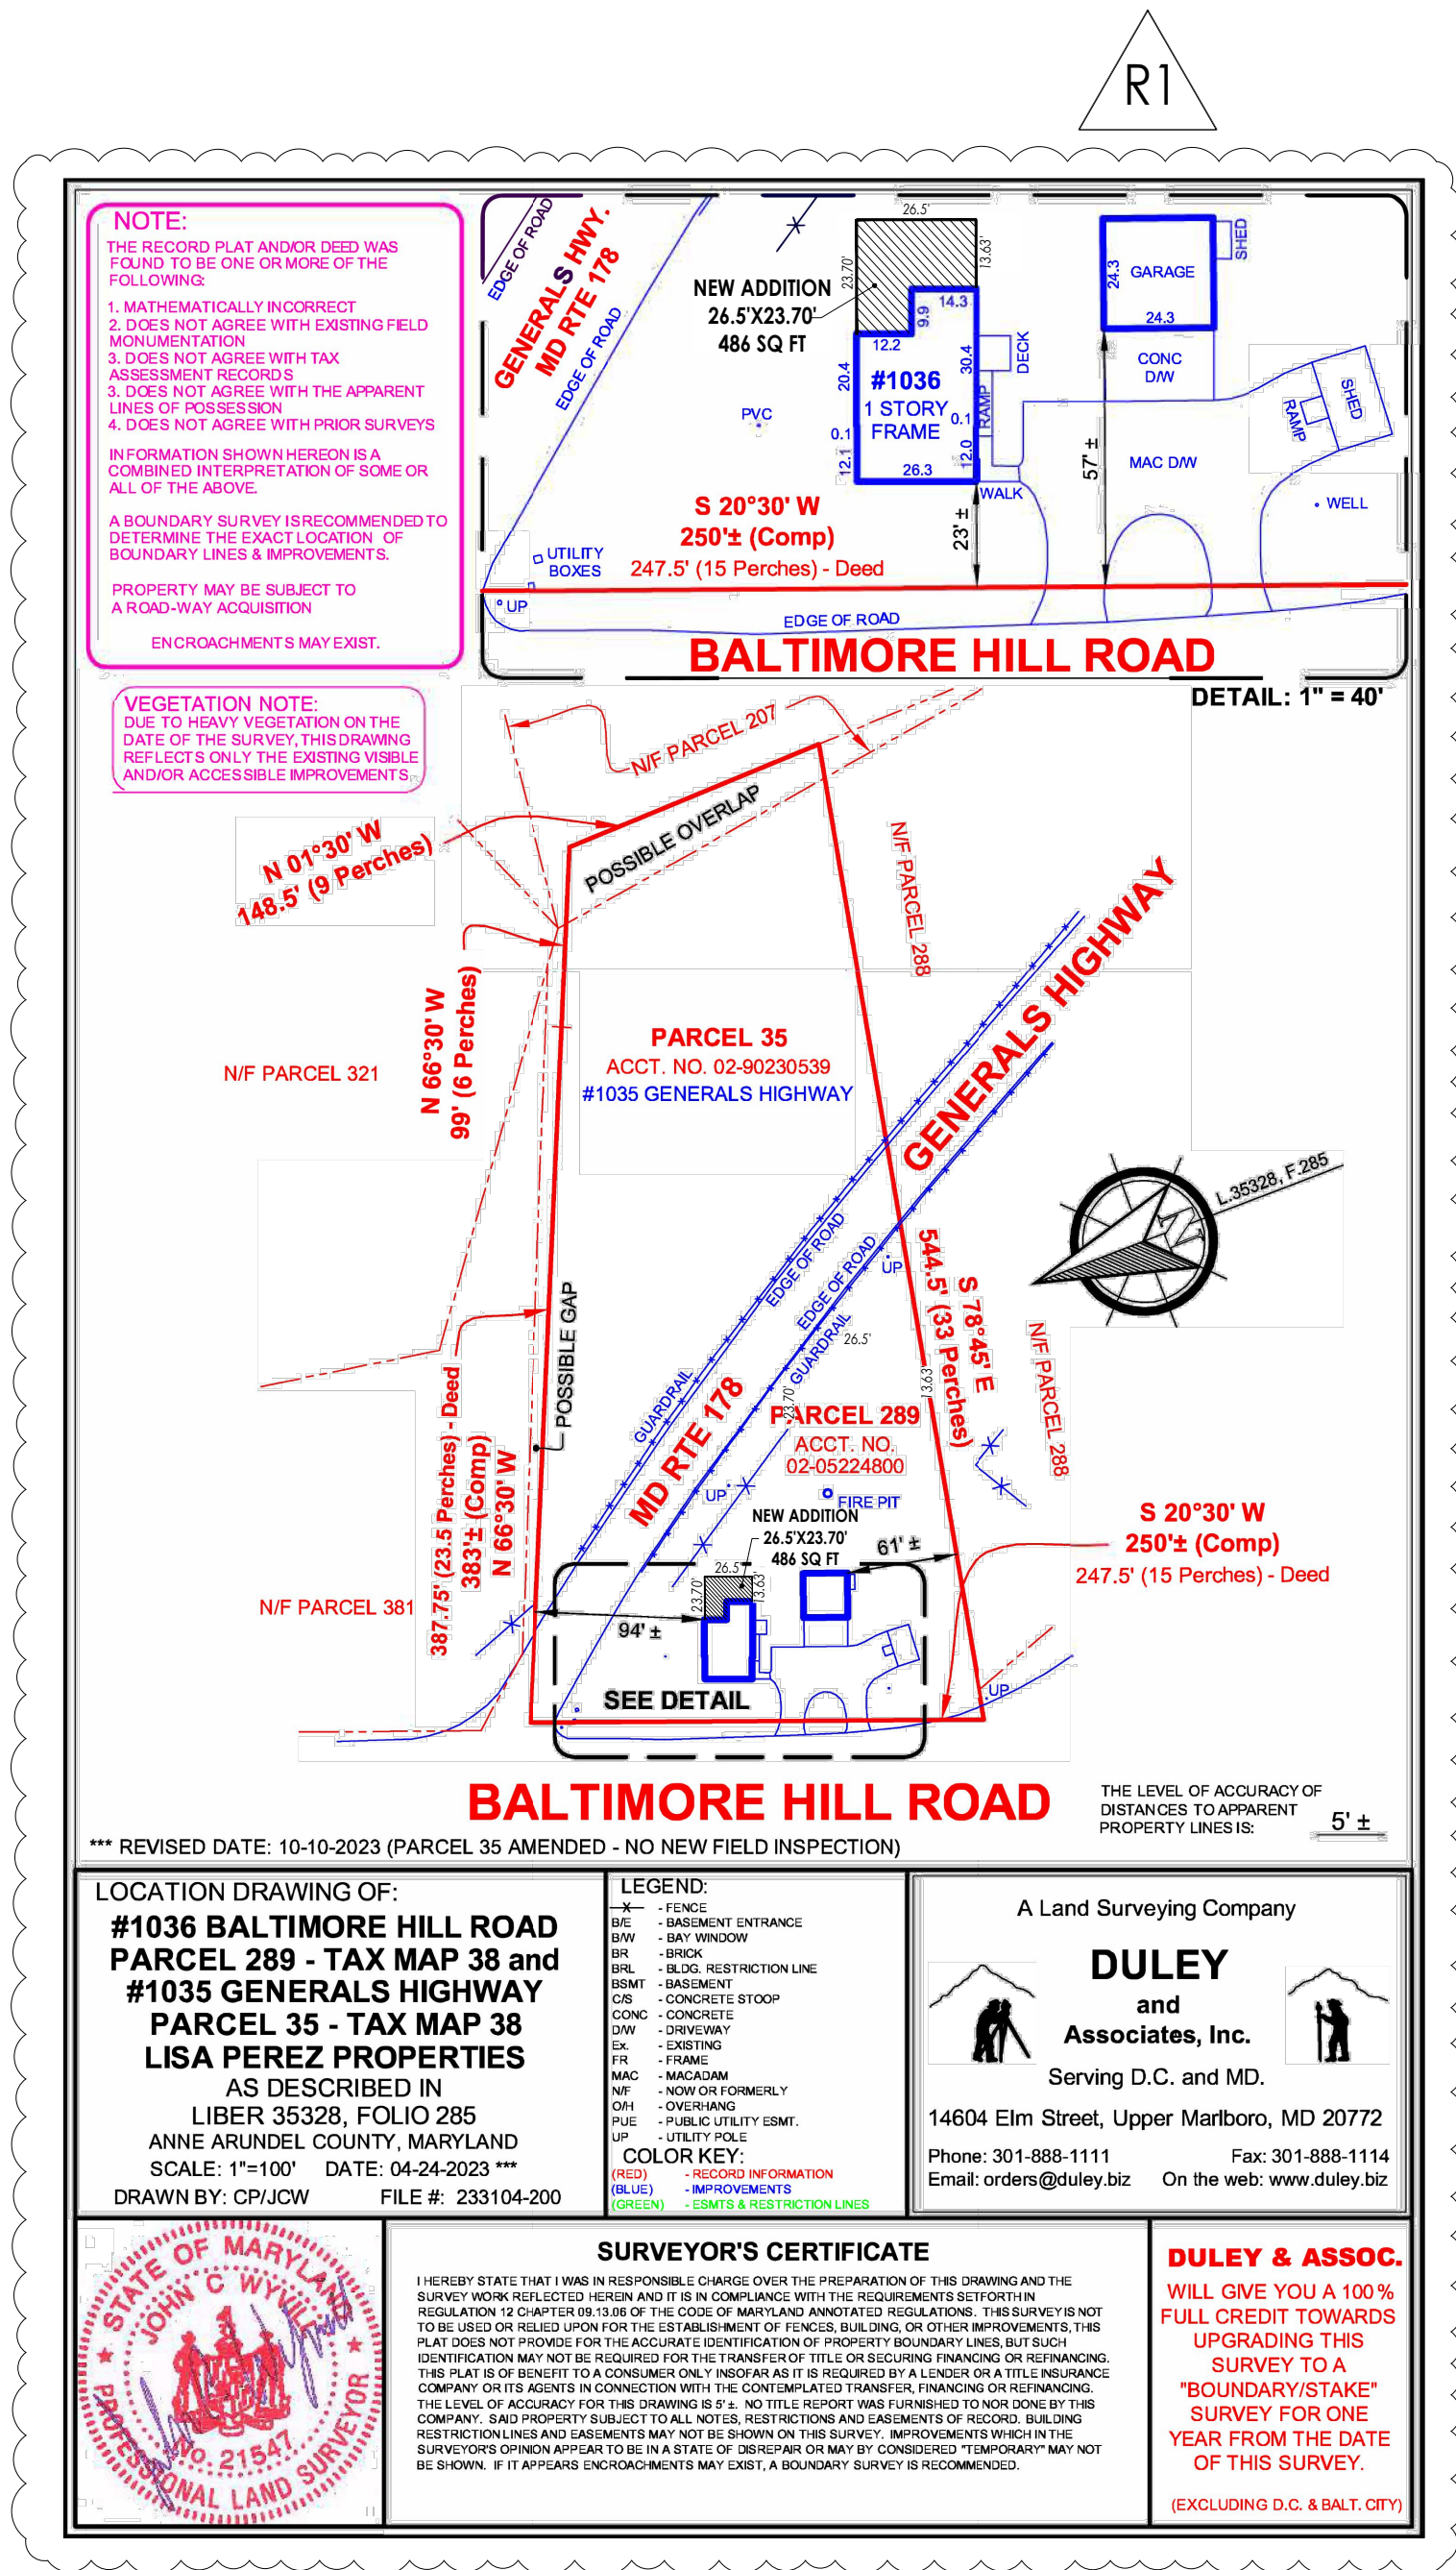 R1
NOTE:
THE RECORD PLAT AND/OR DEED WAS
FOUND TO BE ONE OR MORE OF THE
FOLLOWING:
1. MATHEMATICALLY INCORRECT
2. DOES NOT AGREE WITH EXISTING FIELD
MONUMENTATION
3. DOES NOT AGREE WITH TAX
ASSESSMENT RECORDS
3. DOES NOT AGREE WITH THE APPARENT
LINES OF POSSESSION
4. DOES NOT AGREE WITH PRIOR SURVEYS
INFORMATION SHOWN HEREON IS A
COMBINED INTERPRETATION OF SOME OR
ALL OF THE ABOVE.
A BOUNDARY SURVEY IS RECOMMENDED TO
DETERMINE THE EXACT LOCATION OF
BOUNDARY LINES & IMPROVEMENTS.
PROPERTY MAY BE SUBJECT TO
A ROAD-WAY ACQUISITION
ENCROACHMENTS MAY EXIST.
EDGE OF ROAD
GENERALS HWY.
MD RTE 178
EDGE OF ROAD
26.5'
23.70'
13.63'
NEW ADDITION
26.5'X23.70'
486 SQ FT
14.3
9.9
12.2
20.4
30.4
#1036
1 STORY
FRAME
0.1
0.1
12.1
12.0
26.3
DECK
RAMP
WALK
PVC
24.3
GARAGE
24.3
SHED
CONC
D/W
57' ±
MAC D/W
SHED
RAMP
WELL
23' ±
S 20°30' W
250'± (Comp)
247.5' (15 Perches) - Deed
UTILITY
BOXES
UP
EDGE OF ROAD
BALTIMORE HILL ROAD
DETAIL: 1" = 40'
VEGETATION NOTE:
DUE TO HEAVY VEGETATION ON THE
DATE OF THE SURVEY, THIS DRAWING
REFLECTS ONLY THE EXISTING VISIBLE
AND/OR ACCESSIBLE IMPROVEMENTS
N/F PARCEL 207
POSSIBLE OVERLAP
N 01°30' W
148.5' (9 Perches)
N/F PARCEL 288
N 66°30' W
99' (6 Perches)
N/F PARCEL 321
PARCEL 35
ACCT. NO. 02-90230539
#1035 GENERALS HIGHWAY
GENERALS HIGHWAY
L.35328, F.285
N
EDGE OF ROAD
EDGE OF ROAD
UP
GUARDRAIL
26.5'
GUARDRAIL
544.5' (33 Perches)
S 78°45' E
N/F PARCEL 288
POSSIBLE GAP
387.75' (23.5 Perches) - Deed
383'± (Comp)
N 66°30' W
MD RTE 178
23.70'
13.63'
PARCEL 289
ACCT. NO.
02-05224800
UP
FIRE PIT
NEW ADDITION
26.5'X23.70'
486 SQ FT
61' ±
26.5'
23.70'
13.63'
S 20°30' W
250'± (Comp)
247.5' (15 Perches) - Deed
N/F PARCEL 381
94' ±
SEE DETAIL
UP
BALTIMORE HILL ROAD
THE LEVEL OF ACCURACY OF
DISTANCES TO APPARENT
PROPERTY LINES IS:
5' ±
*** REVISED DATE: 10-10-2023 (PARCEL 35 AMENDED - NO NEW FIELD INSPECTION)
LOCATION DRAWING OF:
#1036 BALTIMORE HILL ROAD
PARCEL 289 - TAX MAP 38 and
#1035 GENERALS HIGHWAY
PARCEL 35 - TAX MAP 38
LISA PEREZ PROPERTIES
AS DESCRIBED IN
LIBER 35328, FOLIO 285
ANNE ARUNDEL COUNTY, MARYLAND
SCALE: 1"=100' DATE: 04-24-2023 ***
DRAWN BY: CP/JCW FILE #: 233104-200
LEGEND:
X - FENCE
B/E - BASEMENT ENTRANCE
B/W - BAY WINDOW
BR - BRICK
BRL - BLDG. RESTRICTION LINE
BSMT - BASEMENT
C/S - CONCRETE STOOP
CONC - CONCRETE
D/W - DRIVEWAY
Ex. - EXISTING
FR - FRAME
MAC - MACADAM
N/F - NOW OR FORMERLY
O/H - OVERHANG
PUE - PUBLIC UTILITY ESMT.
UP - UTILITY POLE
COLOR KEY:
(RED) - RECORD INFORMATION
(BLUE) - IMPROVEMENTS
(GREEN) - ESMTS & RESTRICTION LINES
A Land Surveying Company
DULEY
and
Associates, Inc.
Serving D.C. and MD.
14604 Elm Street, Upper Marlboro, MD 20772
Phone: 301-888-1111 Fax: 301-888-1114
Email: orders@duley.biz On the web: www.duley.biz
STATE OF MARYLAND
JOHN C WYVILL
No. 21547
PROFESSIONAL LAND SURVEYOR
SURVEYOR'S CERTIFICATE
I HEREBY STATE THAT I WAS IN RESPONSIBLE CHARGE OVER THE PREPARATION OF THIS DRAWING AND THE
SURVEY WORK REFLECTED HEREIN AND IT IS IN COMPLIANCE WITH THE REQUIREMENTS SET FORTH IN
REGULATION 12 CHAPTER 09.13.06 OF THE CODE OF MARYLAND ANNOTATED REGULATIONS. THIS SURVEY IS NOT
TO BE USED OR RELIED UPON FOR THE ESTABLISHMENT OF FENCES, BUILDING, OR OTHER IMPROVEMENTS, THIS
PLAT DOES NOT PROVIDE FOR THE ACCURATE IDENTIFICATION OF PROPERTY BOUNDARY LINES, BUT SUCH
IDENTIFICATION MAY NOT BE REQUIRED FOR THE TRANSFER OF TITLE OR SECURING FINANCING OR REFINANCING.
THIS PLAT IS OF BENEFIT TO A CONSUMER ONLY INSOFAR AS IT IS REQUIRED BY A LENDER OR A TITLE INSURANCE
COMPANY OR ITS AGENTS IN CONNECTION WITH THE CONTEMPLATED TRANSFER, FINANCING OR REFINANCING.
THE LEVEL OF ACCURACY FOR THIS DRAWING IS 5' ±. NO TITLE REPORT WAS FURNISHED TO NOR DONE BY THIS
COMPANY. SAID PROPERTY SUBJECT TO ALL NOTES, RESTRICTIONS AND EASEMENTS OF RECORD. BUILDING
RESTRICTION LINES AND EASEMENTS MAY NOT BE SHOWN ON THIS SURVEY. IMPROVEMENTS WHICH IN THE
SURVEYOR'S OPINION APPEAR TO BE IN A STATE OF DISREPAIR OR MAY BY CONSIDERED "TEMPORARY" MAY NOT
BE SHOWN. IF IT APPEARS ENCROACHMENTS MAY EXIST, A BOUNDARY SURVEY IS RECOMMENDED.
DULEY & ASSOC.
WILL GIVE YOU A 100%
FULL CREDIT TOWARDS
UPGRADING THIS
SURVEY TO A
"BOUNDARY/STAKE"
SURVEY FOR ONE
YEAR FROM THE DATE
OF THIS SURVEY.
(EXCLUDING D.C. & BALT. CITY)